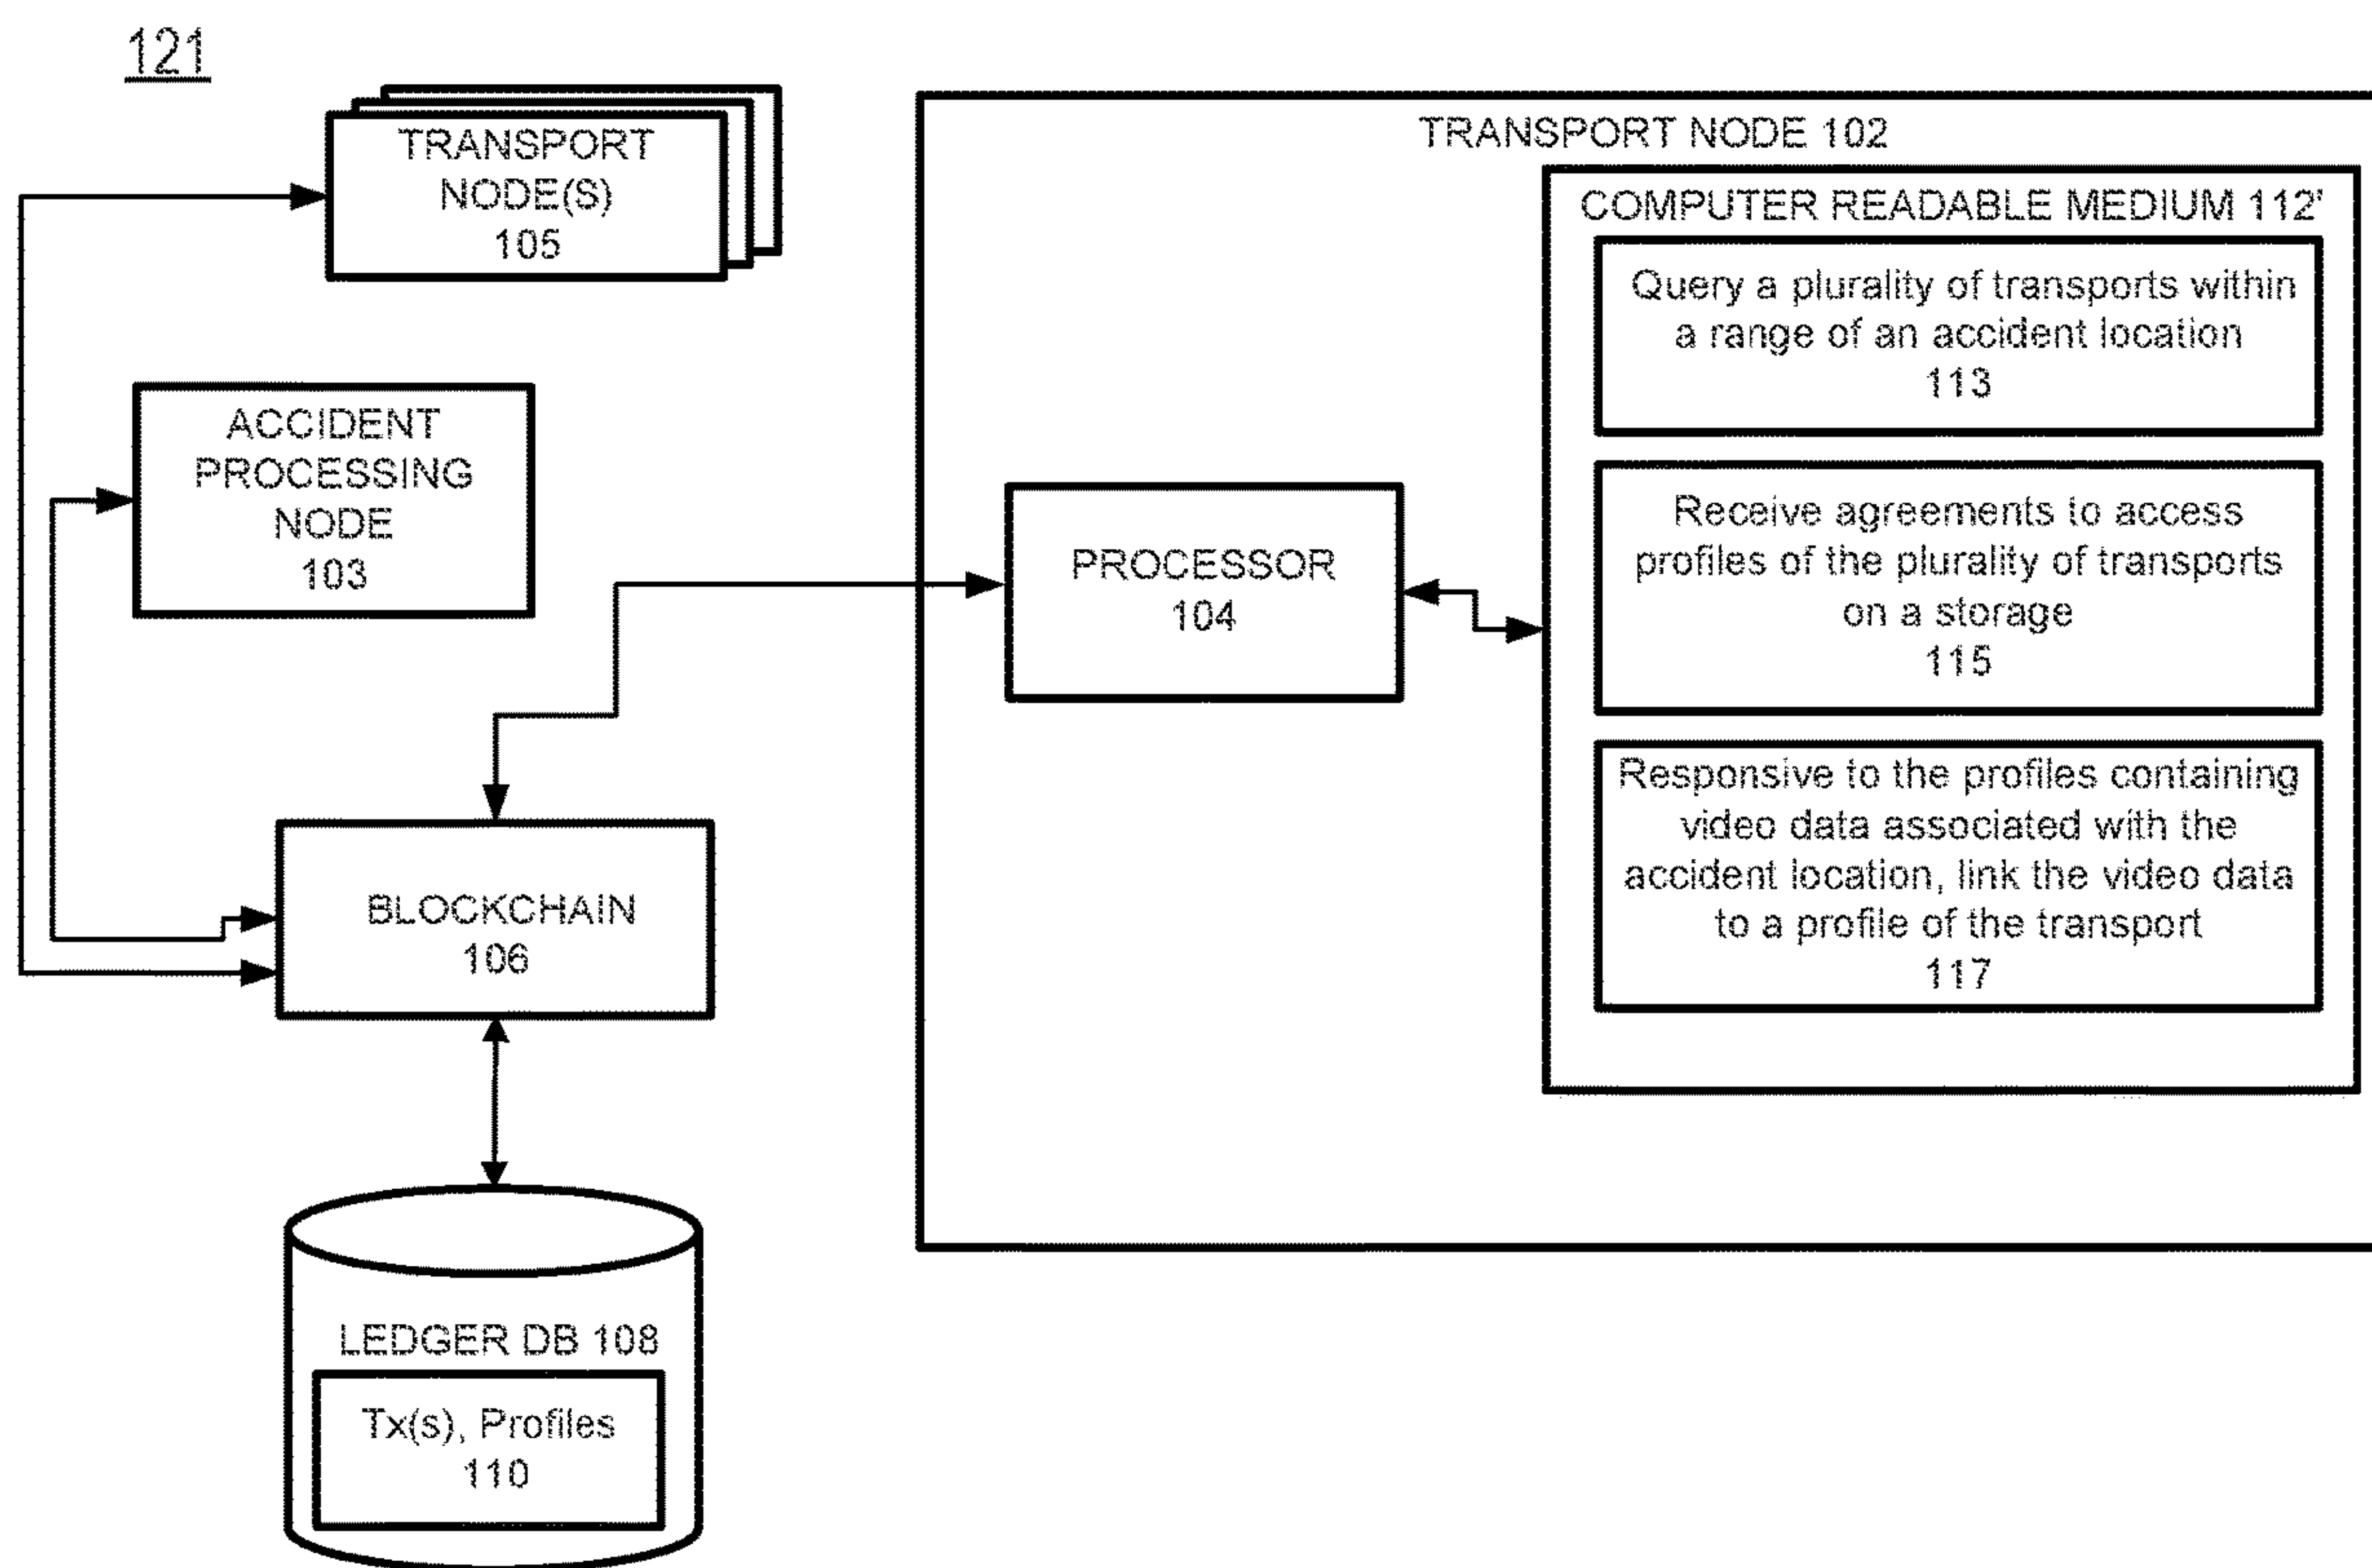 121
TRANSPORT
NODE(S)
105
ACCIDENT
PROCESSING
NODE
103
BLOCKCHAIN
106
LEDGER DB 108
Tx(s), Profiles
110
TRANSPORT NODE 102
PROCESSOR
104
COMPUTER READABLE MEDIUM 112'
Query a plurality of transports within
a range of an accident location
113
Receive agreements to access
profiles of the plurality of transports
on a storage
115
Responsive to the profiles containing
video data associated with the
accident location, link the video data
to a profile of the transport
117